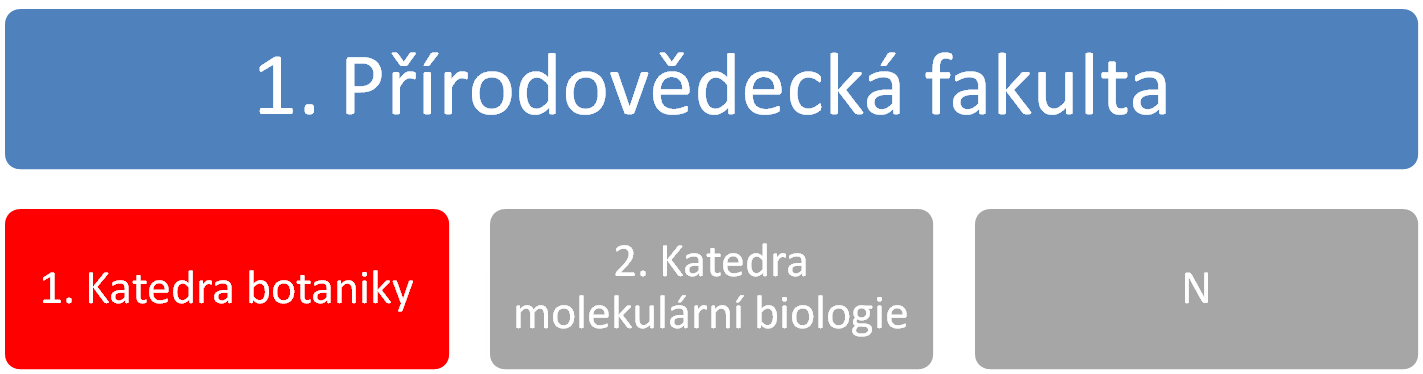 1. Přírodovědecká fakulta
1. Katedra botaniky
2. Katedra
molekulární biologie
N